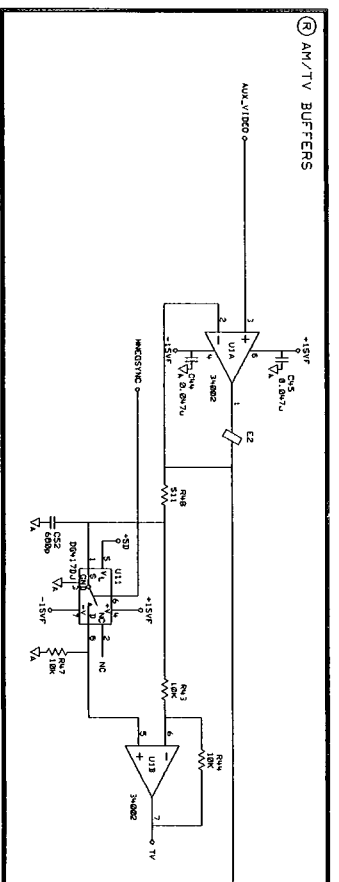 Ⓡ AM/TV BUFFERS
AUX_VIDEO
+15VF
C45
0.047u
A
3
+
U1A
-
2
8
4
1
34002
-15VF
C44
0.047u
A
E2
R48
511
NNEGSYNC
C52
680p
A
+5D
1
5
VL
S
GND
3
A
DG417DJ
U11
6
+V
4
+15VF
NC
2
NC
-V
7
-15VF
D
8
R47
10K
A
R43
10K
R44
10K
6
-
5
+
U1B
34002
7
TV